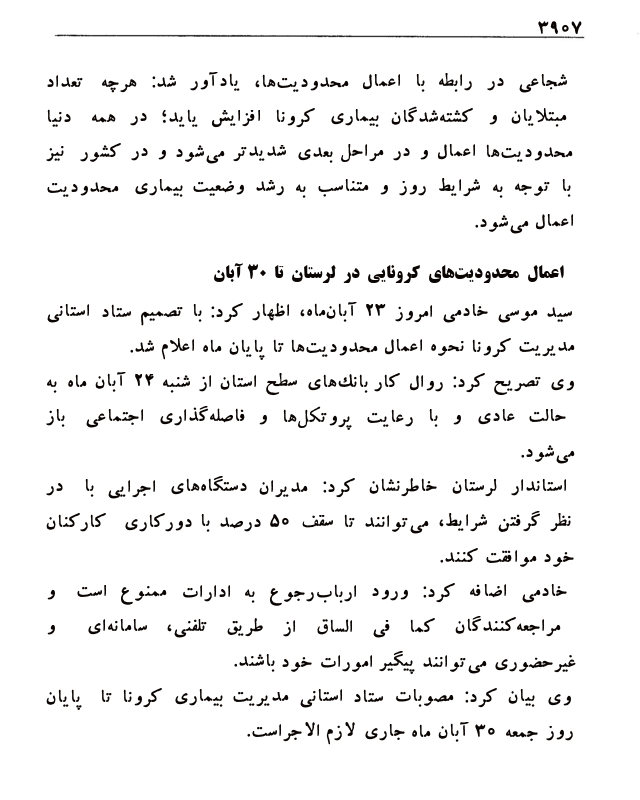 ۳۹۰۷
شجاعی در رابطه با اعمال محدودیت‌ها، یادآور شد: هرچه تعداد
مبتلایان و کشته‌شدگان بیماری کرونا افزایش یابد؛ در همه دنیا
محدودیت‌ها اعمال و در مراحل بعدی شدیدتر می‌شود و در کشور نیز
با توجه به شرایط روز و متناسب به رشد وضعیت بیماری محدودیت
اعمال می‌شود.
اعمال محدودیت‌های کرونایی در لرستان تا ۳۰ آبان
سید موسی خادمی امروز ۲۳ آبان‌ماه، اظهار کرد: با تصمیم ستاد استانی
مدیریت کرونا نحوه اعمال محدودیت‌ها تا پایان ماه اعلام شد.
وی تصریح کرد: روال کار بانک‌های سطح استان از شنبه ۲۴ آبان ماه به
حالت عادی و با رعایت پروتکل‌ها و فاصله‌گذاری اجتماعی باز
می‌شود.
استاندار لرستان خاطرنشان کرد: مدیران دستگاه‌های اجرایی با در
نظر گرفتن شرایط، می‌توانند تا سقف ۵۰ درصد با دورکاری کارکنان
خود موافقت کنند.
خادمی اضافه کرد: ورود ارباب‌رجوع به ادارات ممنوع است و
مراجعه‌کنندگان کما فی الساق از طریق تلفنی، سامانه‌ای و
غیرحضوری می‌توانند پیگیر امورات خود باشند.
وی بیان کرد: مصوبات ستاد استانی مدیریت بیماری کرونا تا پایان
روز جمعه ۳۰ آبان ماه جاری لازم الاجراست.